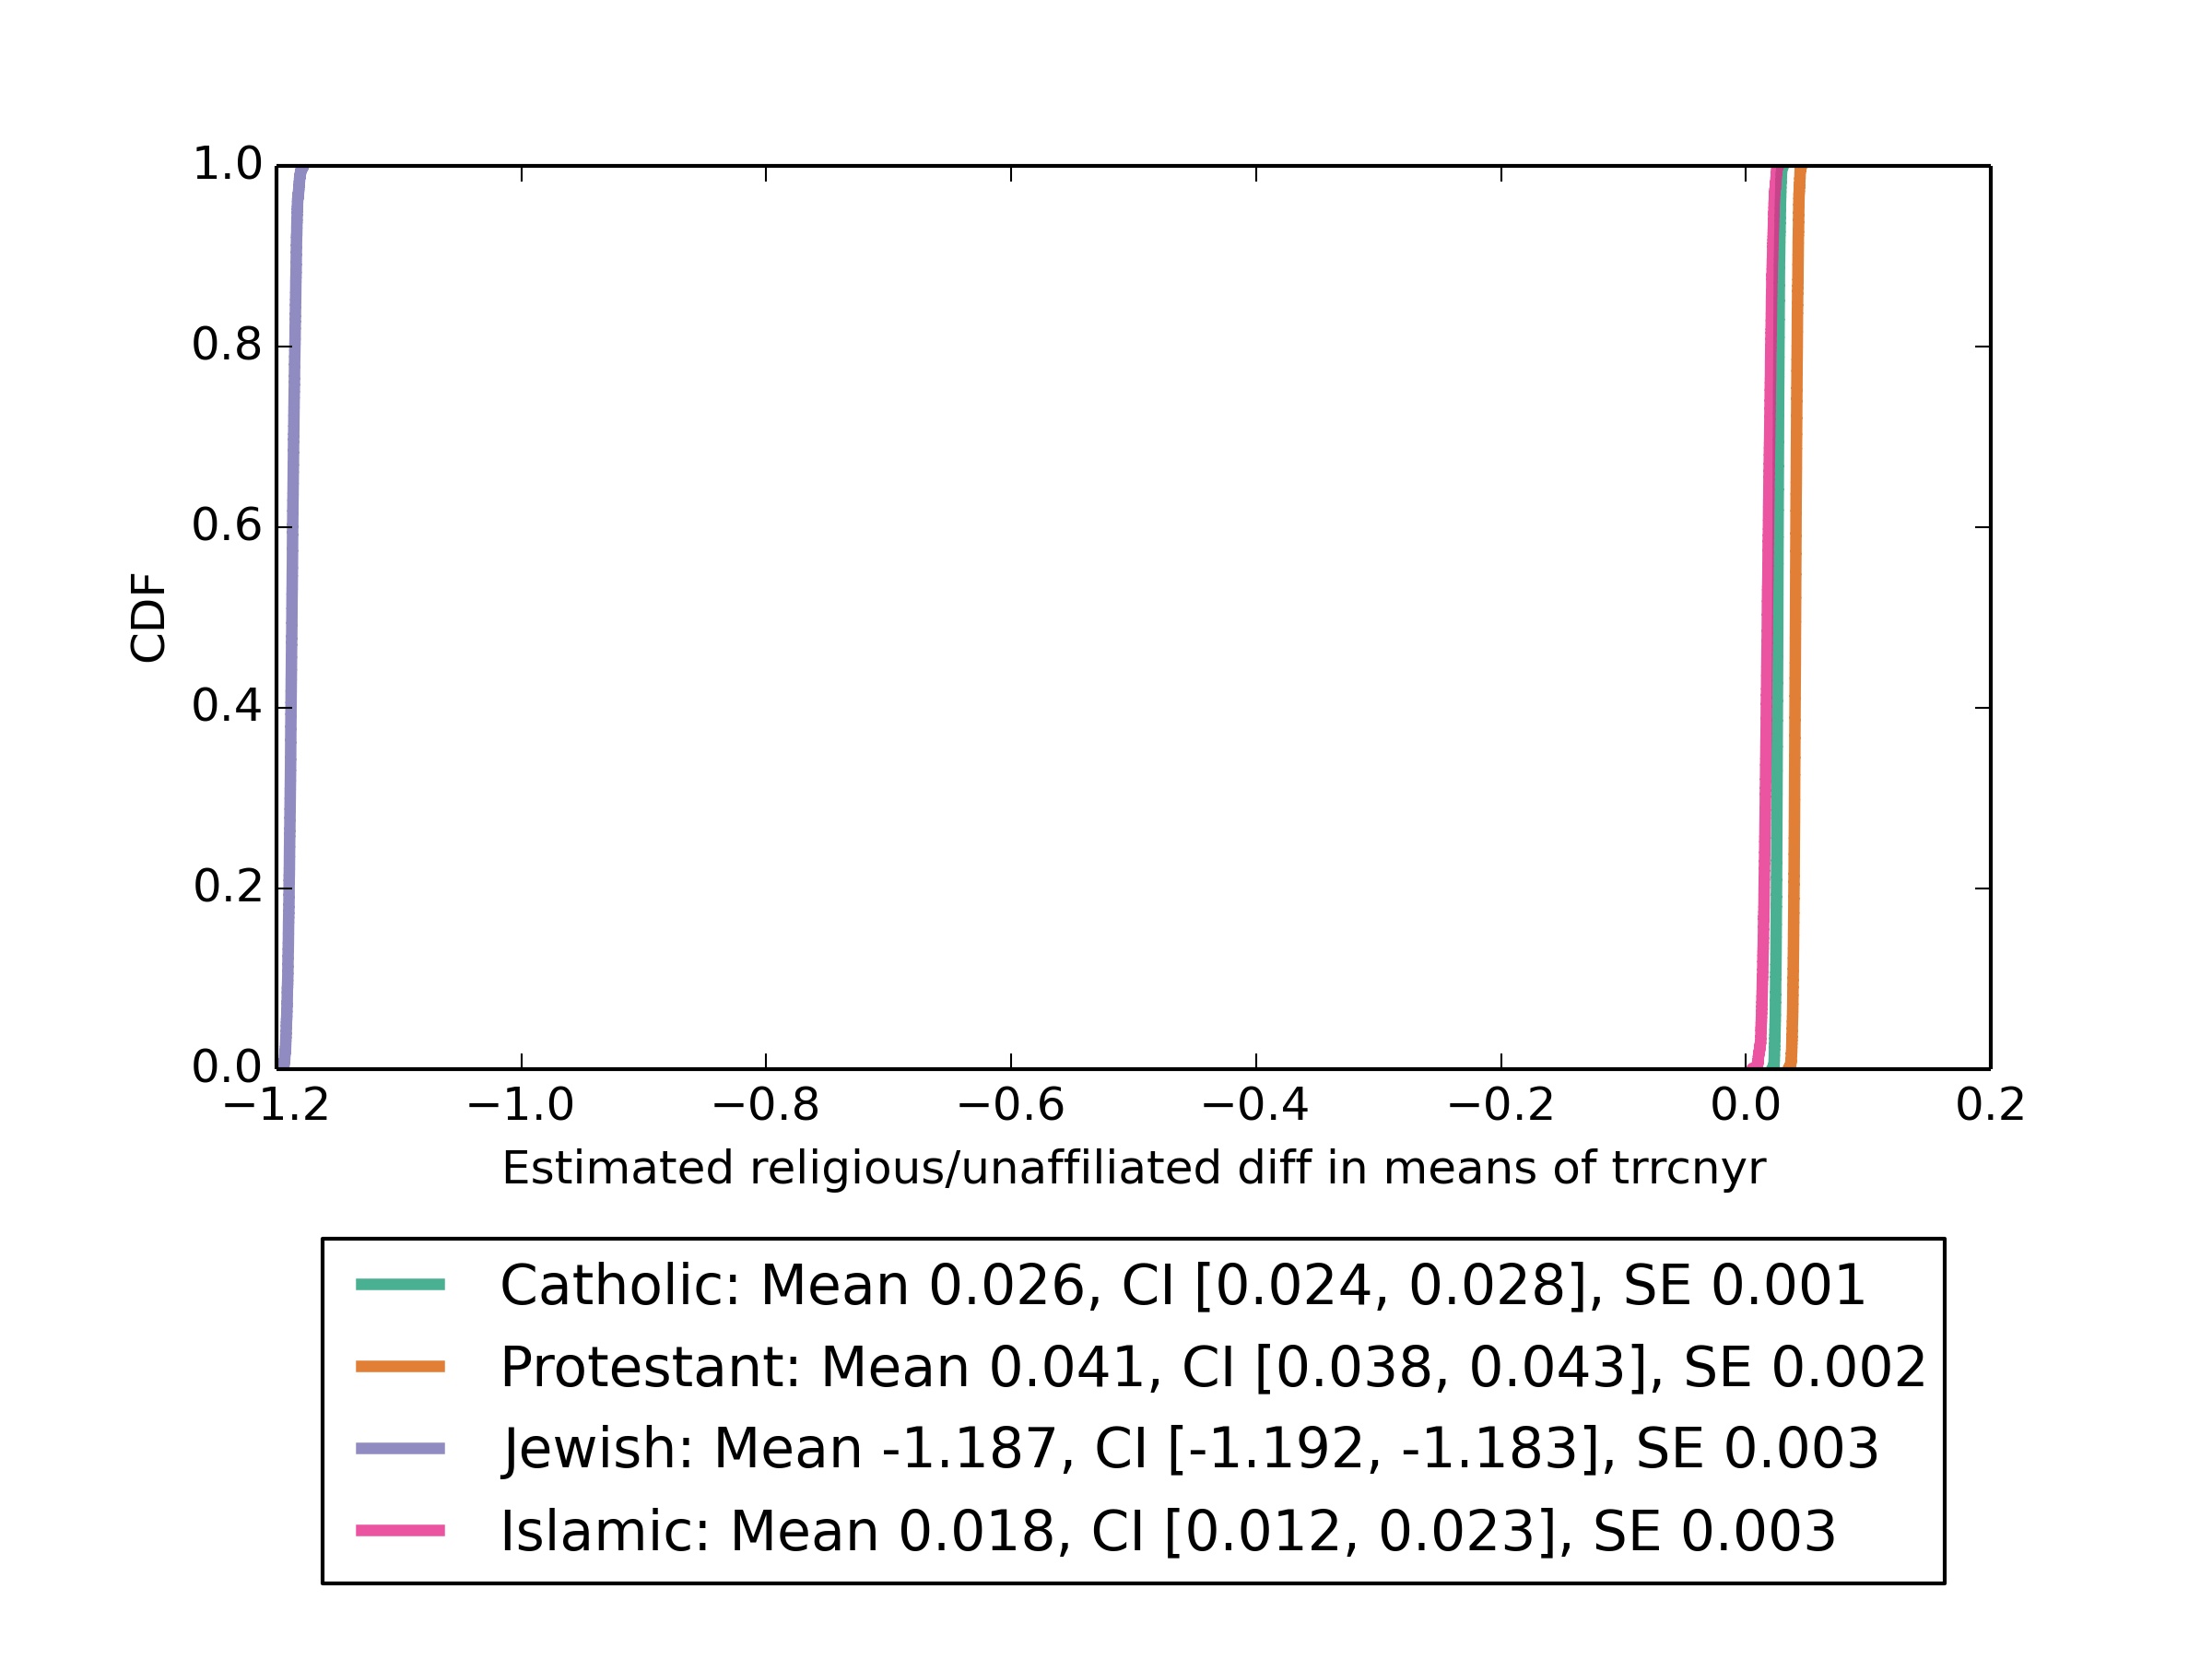 1.0
0.8
0.6
0.4
0.2
0.0
CDF
−1.2 −1.0 −0.8 −0.6 −0.4 −0.2 0.0 0.2
Estimated religious/unaffiliated diff in means of trrcnyr
Catholic: Mean 0.026, CI [0.024, 0.028], SE 0.001
Protestant: Mean 0.041, CI [0.038, 0.043], SE 0.002
Jewish: Mean -1.187, CI [-1.192, -1.183], SE 0.003
Islamic: Mean 0.018, CI [0.012, 0.023], SE 0.003